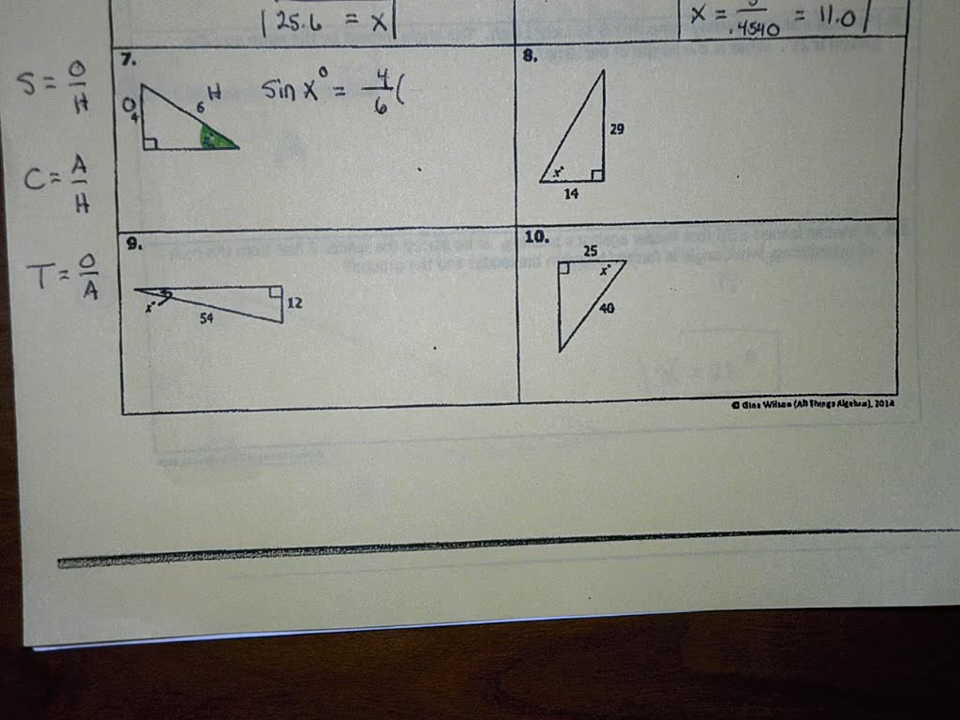 25.6 = X
X = .4540 = 11.0
S = O/H
C = A/H
T = O/A
7.
O
4
6
H
Sin X° = 4/6 (
8.
29
x°
14
9.
x°
54
12
10.
25
x°
40
© Gina Wilson (All Things Algebra), 2014